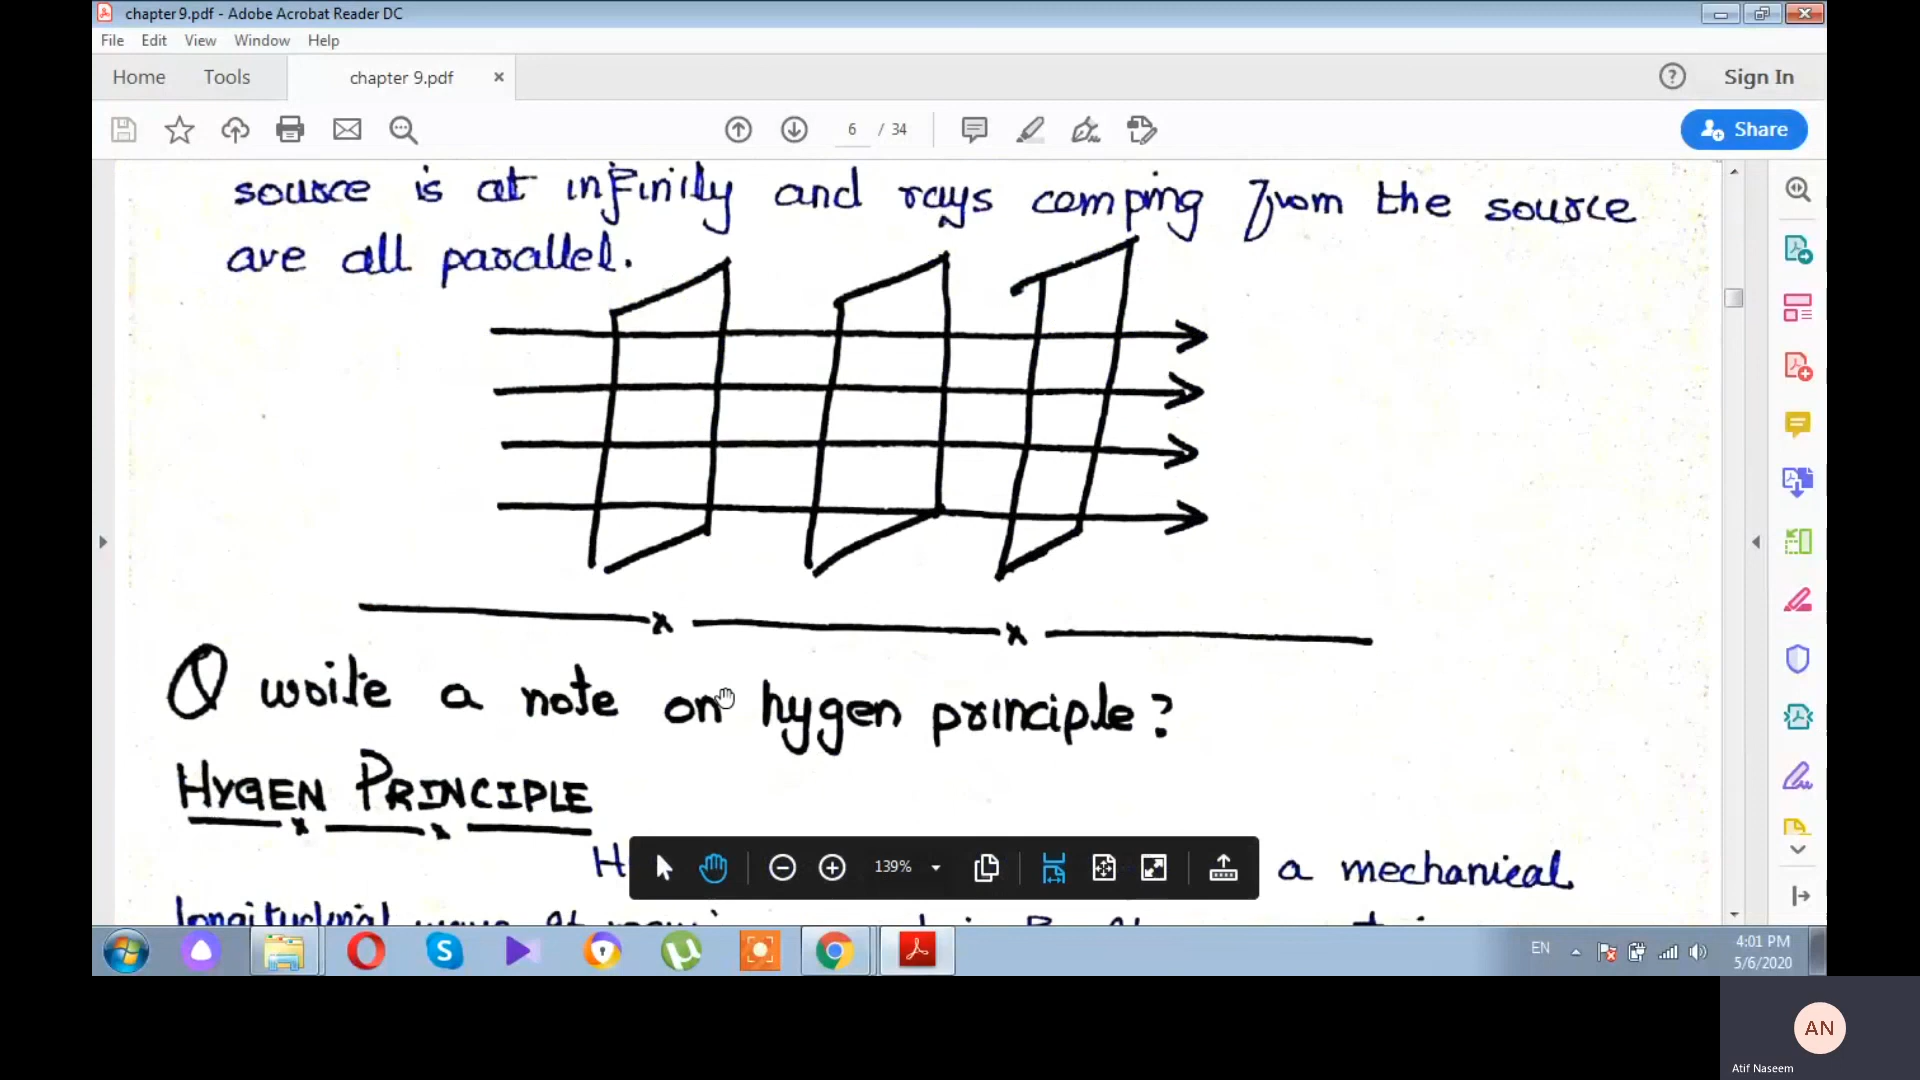 chapter 9.pdf - Adobe Acrobat Reader DC
File Edit View Window Help
Home Tools chapter 9.pdf × Sign In
6 / 34 Share
source is at infinity and rays comping from the source
are all parallel.
Q write a note on hygen principle?
HYGEN PRINCIPLE
139%
a mechanical
longitudinal
EN
4:01 PM
5/6/2020
AN
Atif Naseem